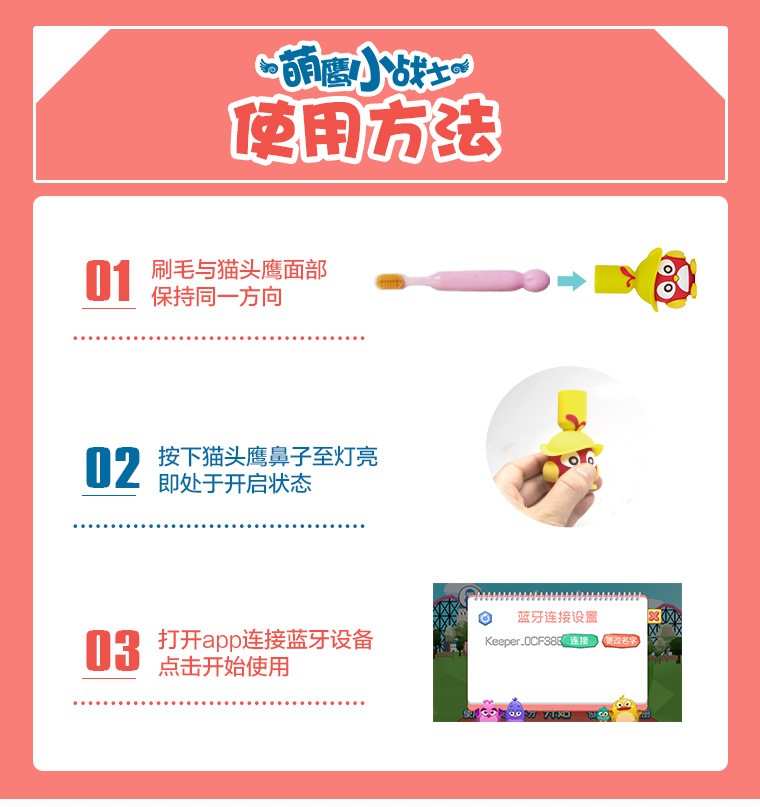 萌鹰小战士
使用方法
01
刷毛与猫头鹰面部
保持同一方向
02
按下猫头鹰鼻子至灯亮
即处于开启状态
03
打开app连接蓝牙设备
点击开始使用
蓝牙连接设置
Keeper_0CF388
连接
更改名字
开始